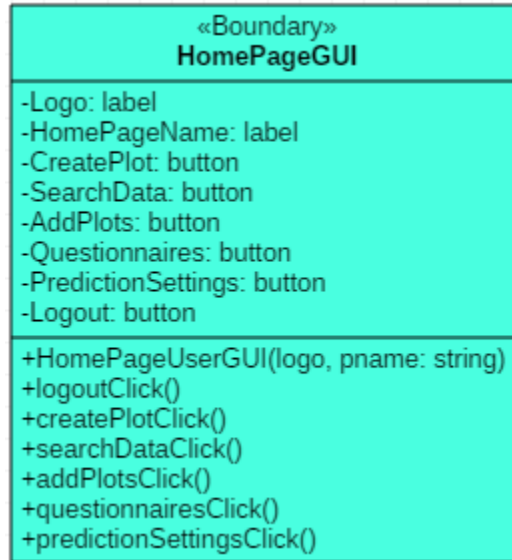 «Boundary»
HomePageGUI
-Logo: label
-HomePageName: label
-CreatePlot: button
-SearchData: button
-AddPlots: button
-Questionnaires: button
-PredictionSettings: button
-Logout: button
+HomePageUserGUI(logo, pname: string)
+logoutClick()
+createPlotClick()
+searchDataClick()
+addPlotsClick()
+questionnairesClick()
+predictionSettingsClick()